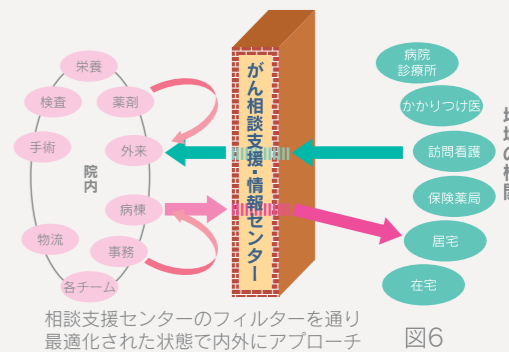 栄養
検査
薬剤
手術
外来
院内
病棟
物流
事務
各チーム
がん相談支援・情報センター
病院
診療所
かかりつけ医
訪問看護
保険薬局
居宅
在宅
相談支援センターのフィルターを通り
最適化された状態で内外にアプローチ
図6